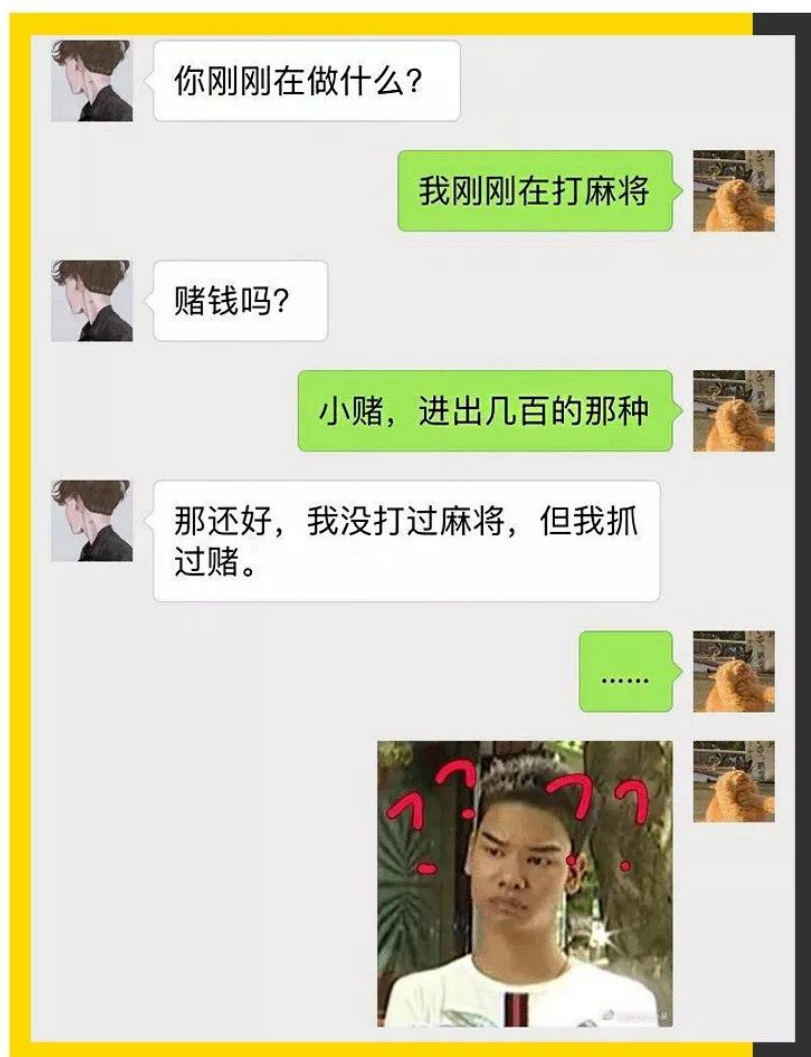 你刚刚在做什么？
我刚刚在打麻将
赌钱吗？
小赌，进出几百的那种
那还好，我没打过麻将，但我抓
过赌。
……
? ? ? ?